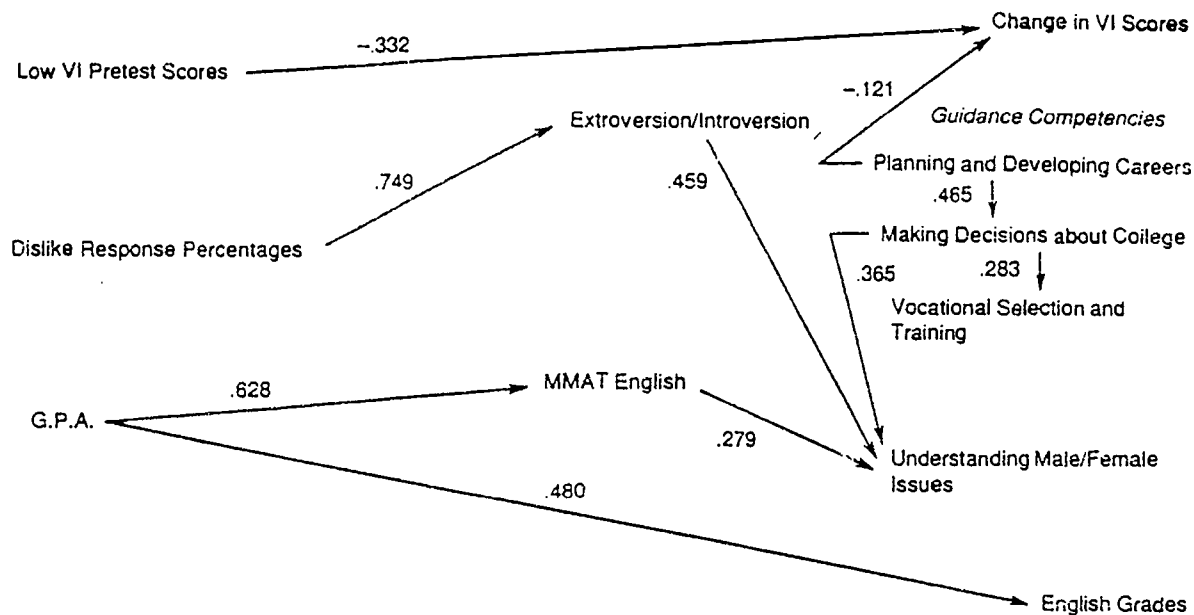 Change in VI Scores
-.332
Low VI Pretest Scores
-.121
Extroversion/Introversion
Guidance Competencies
Planning and Developing Careers
.749
.459
.465
Dislike Response Percentages
Making Decisions about Coilege
.365
.283
Vocational Selection and
Training
.628
MMAT English
G.P.A.
.279
Understanding Male/Female
Issues
.480
English Grades